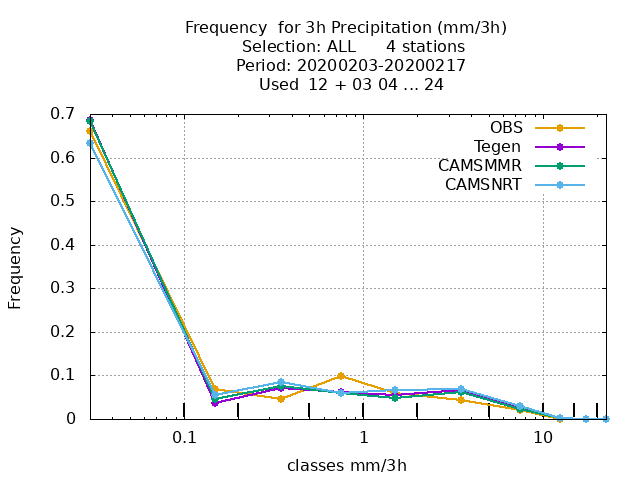 Frequency  for 3h Precipitation (mm/3h)
Selection: ALL      4 stations
Period: 20200203-20200217
Used  12 + 03 04 ... 24
0.7
0.6
0.5
0.4
0.3
0.2
0.1
0
Frequency
OBS
Tegen
CAMSMMR
CAMSNRT
0.1
1
10
classes mm/3h